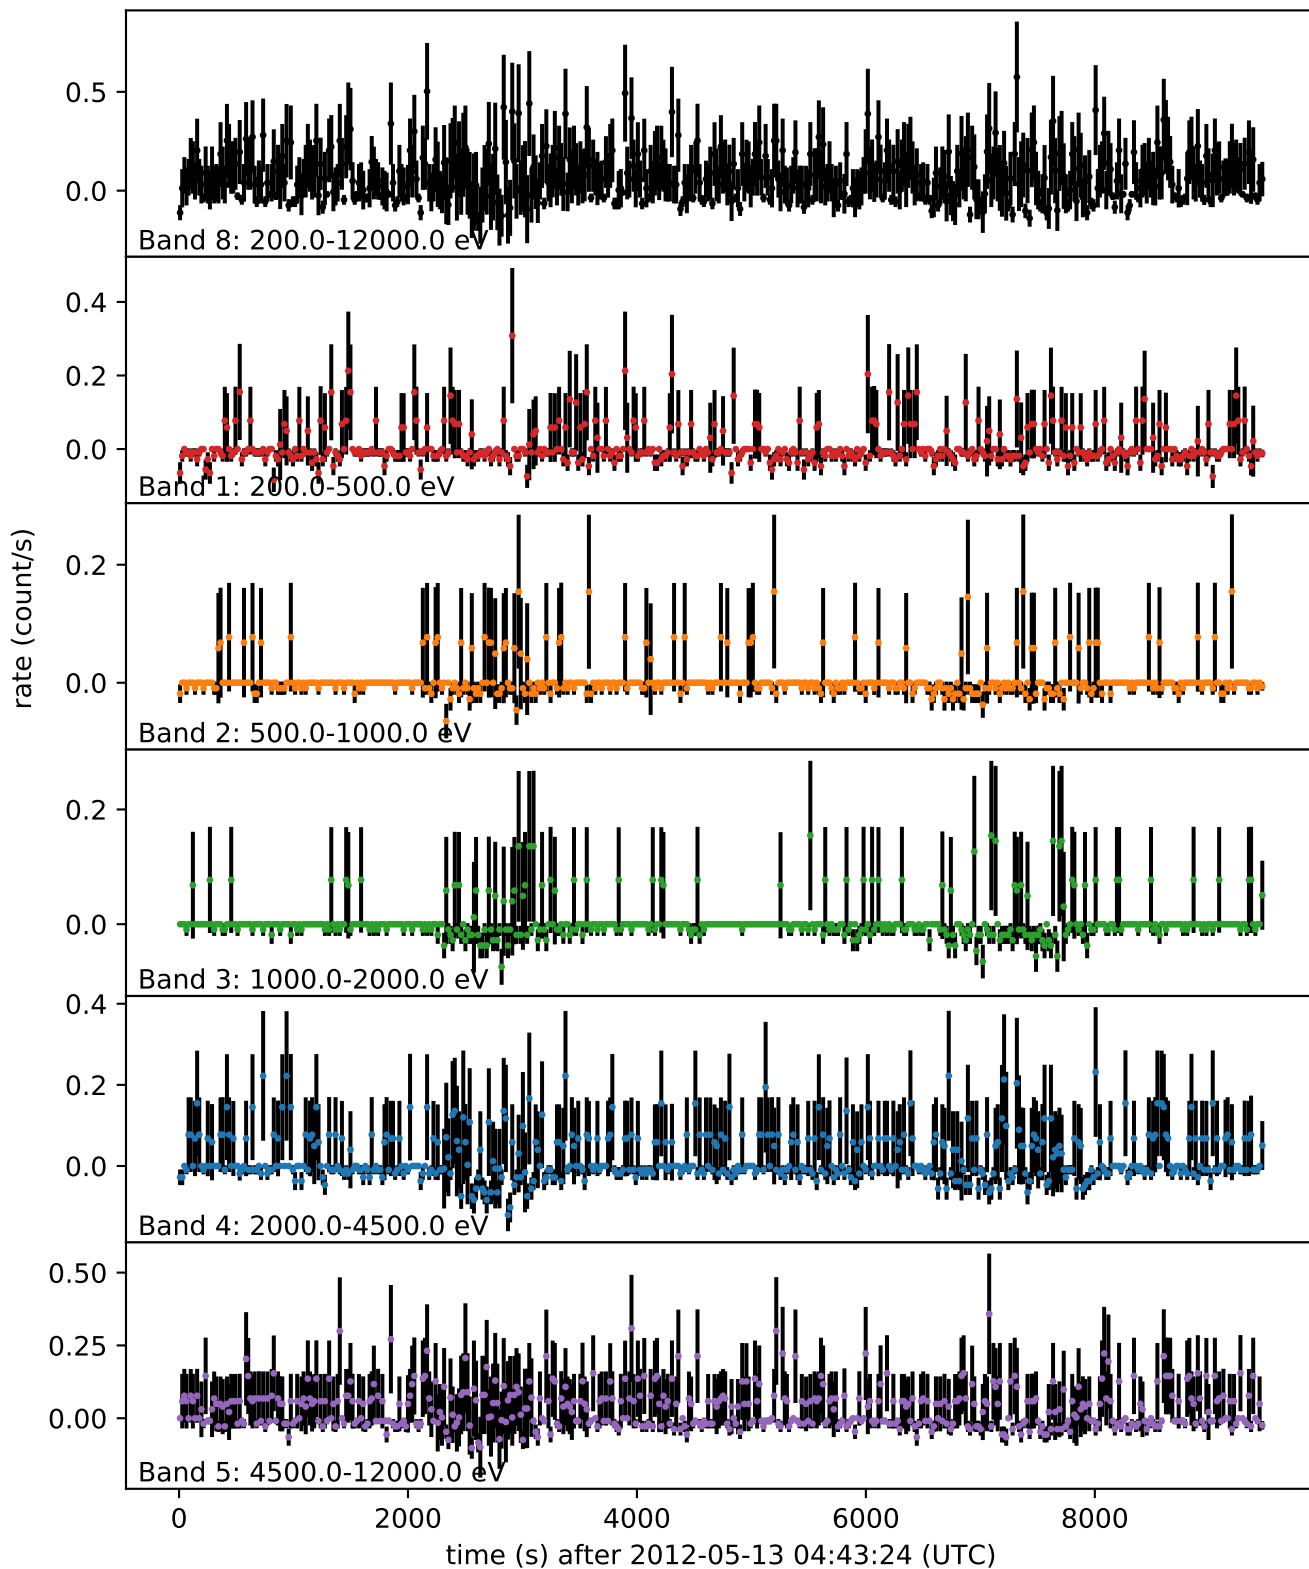 0.5
0.0
Band 8: 200.0-12000.0 eV
0.4
0.2
0.0
Band 1: 200.0-500.0 eV
0.2
0.0
Band 2: 500.0-1000.0 eV
rate (count/s)
0.2
0.0
Band 3: 1000.0-2000.0 eV
0.4
0.2
0.0
Band 4: 2000.0-4500.0 eV
0.50
0.25
0.00
Band 5: 4500.0-12000.0 eV
0 2000 4000 6000 8000
time (s) after 2012-05-13 04:43:24 (UTC)